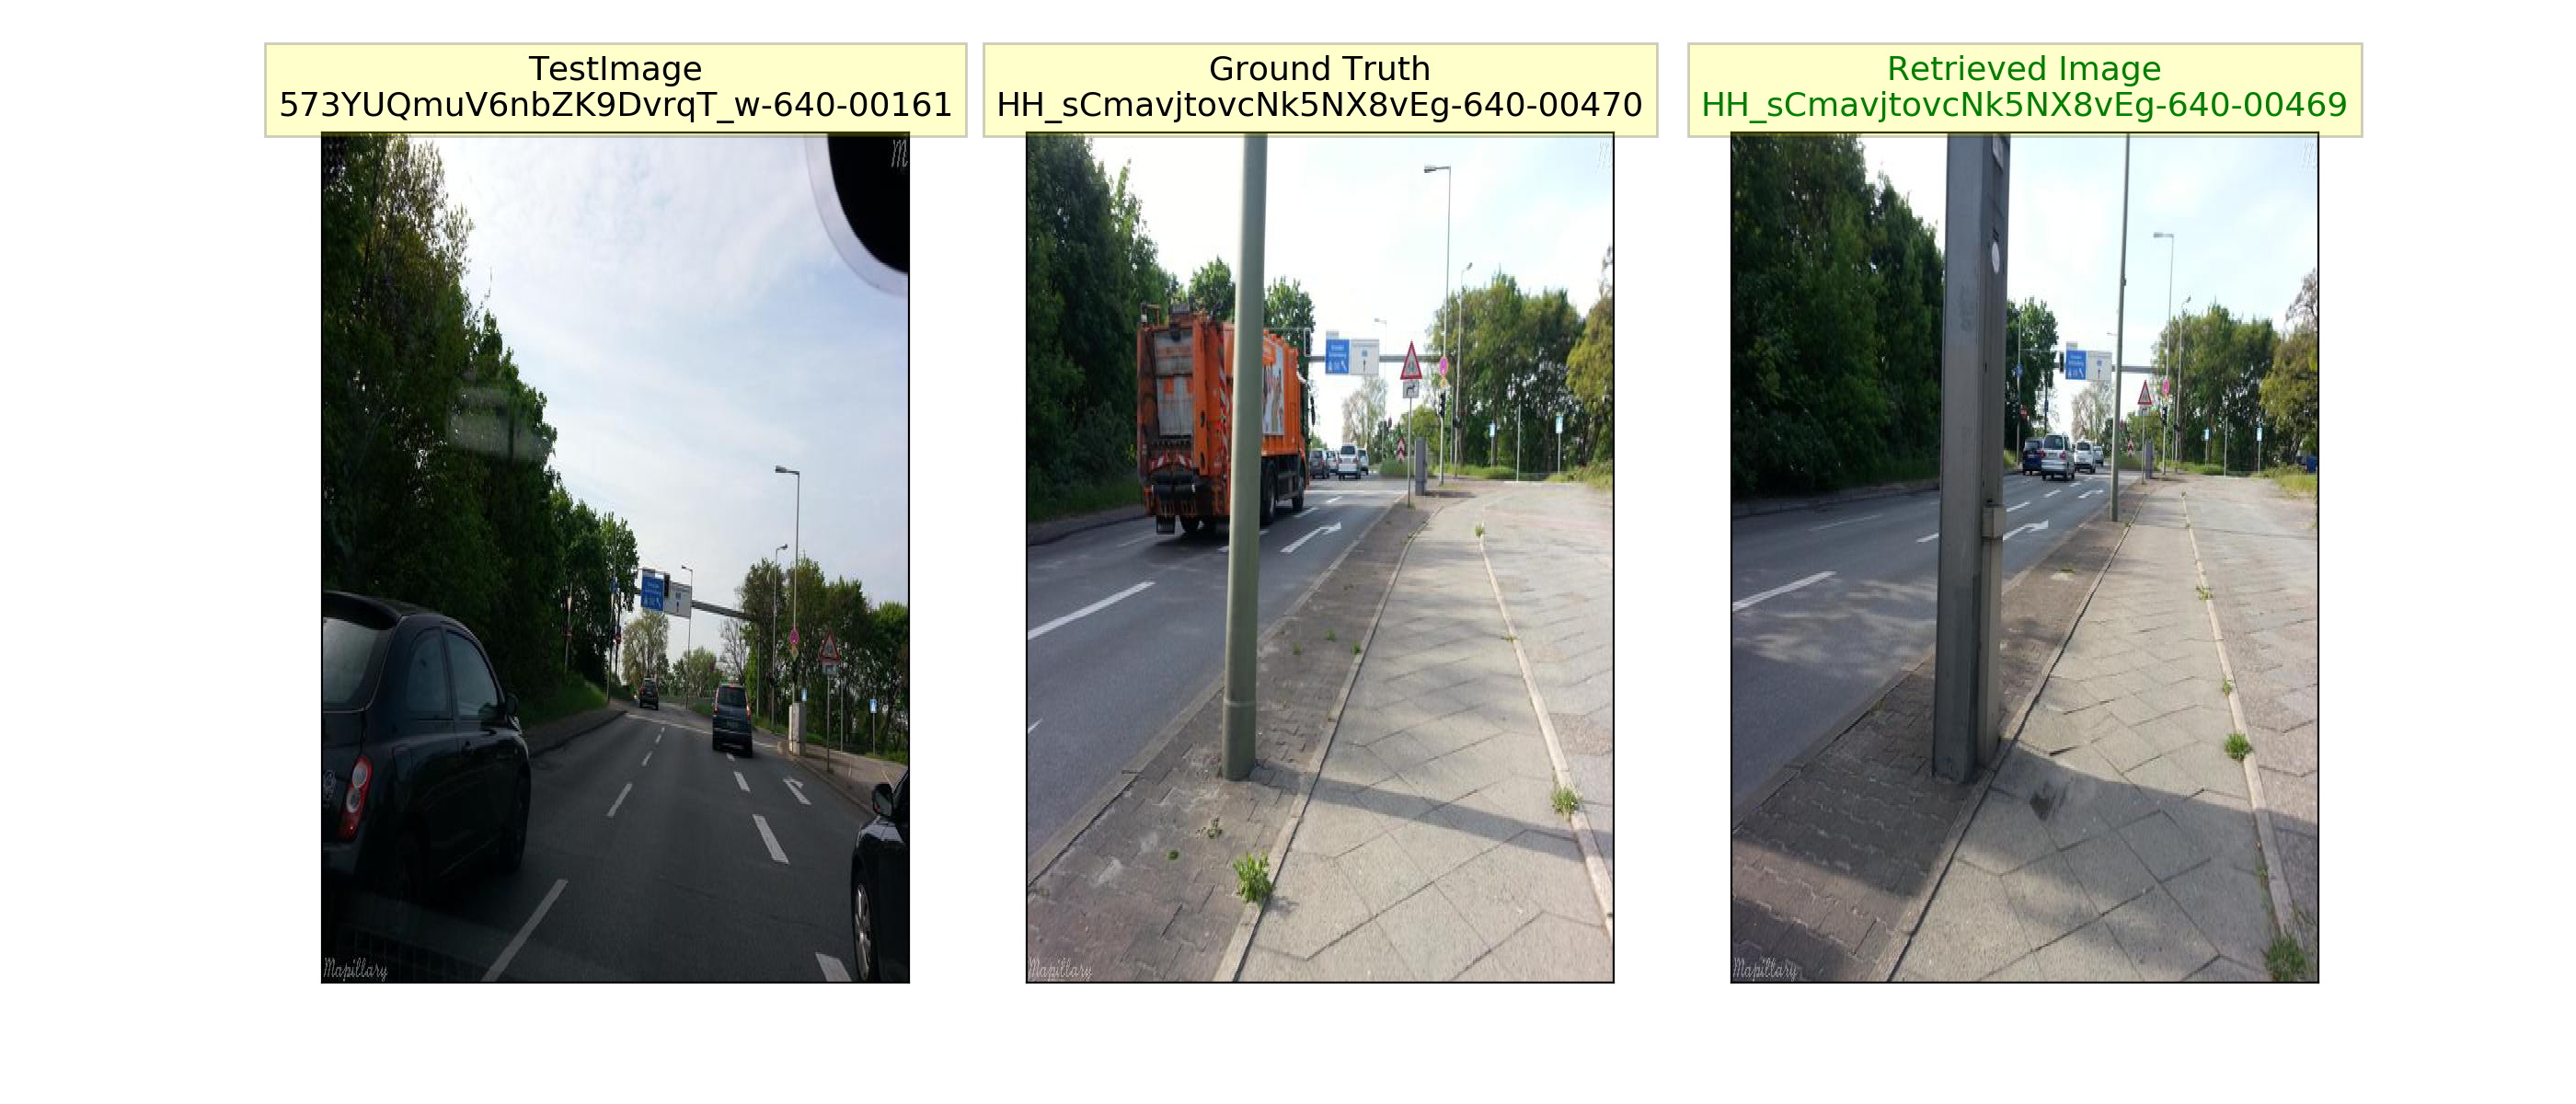 TestImage
573YUQmuV6nbZK9DvrqT_w-640-00161
Ground Truth
HH_sCmavjtovcNk5NX8vEg-640-00470
Retrieved Image
HH_sCmavjtovcNk5NX8vEg-640-00469
M
Mapillary
Mapillary
Mapillary